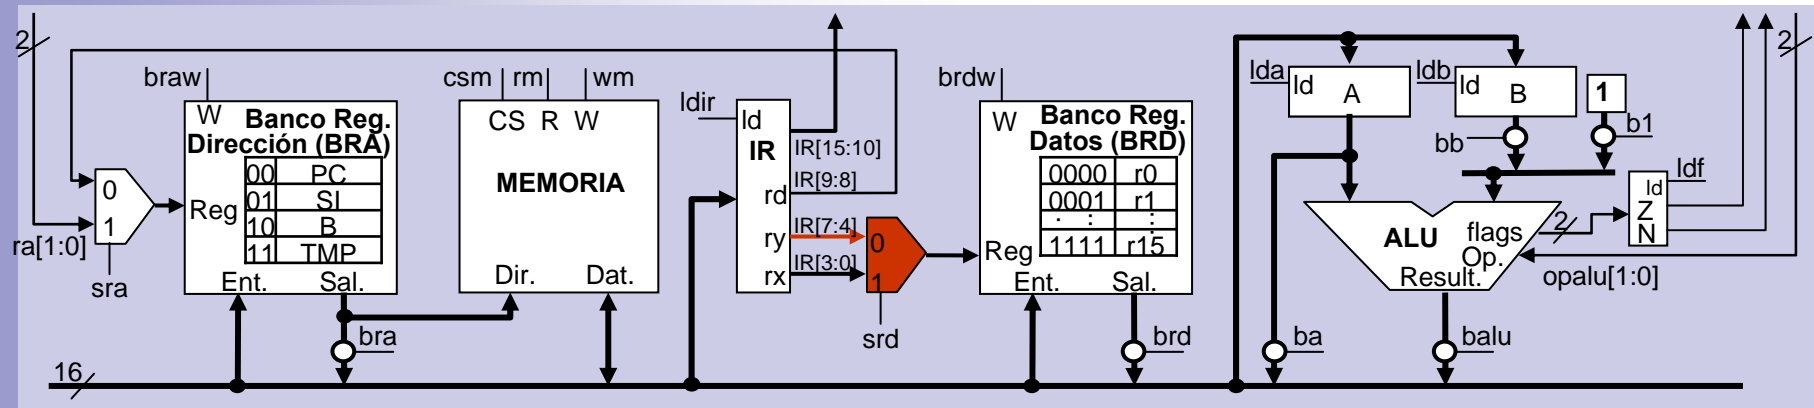 2
2
braw
csm
rm
wm
ldir
brdw
lda
ldb
ld
A
ld
B
1
b1
bb
W
Banco Reg.
Dirección (BRA)
00 PC
01 SI
10 B
11 TMP
Reg
Ent.
Sal.
CS R W
MEMORIA
Dir.
Dat.
ld
IR
rd
ry
rx
IR[15:10]
IR[9:8]
IR[7:4]
IR[3:0]
0
1
ra[1:0]
sra
0
1
srd
W
Banco Reg.
Datos (BRD)
0000 r0
0001 r1
: : :
1111 r15
Reg
Ent.
Sal.
ALU
flags
Op.
Result.
2
ld
Z
N
ldf
opalu[1:0]
bra
brd
ba
balu
16